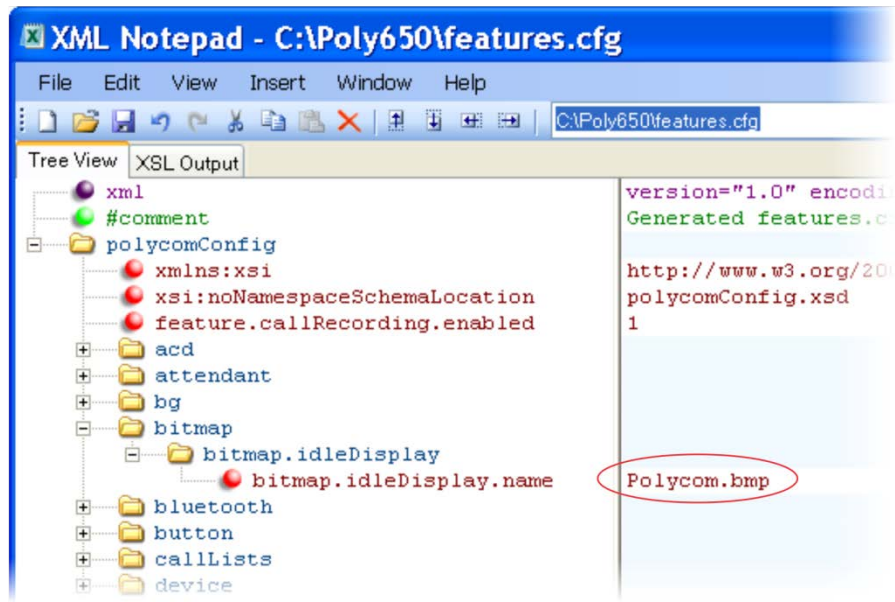 XML Notepad - C:\Poly650\features.cfg
File Edit View Insert Window Help
C:\Poly650\features.cfg
Tree View XSL Output
xml version="1.0" encodi
#comment Generated features.c
polycomConfig
xmlns:xsi http://www.w3.org/20
xsi:noNamespaceSchemaLocation polycomConfig.xsd
feature.callRecording.enabled 1
acd
attendant
bg
bitmap
bitmap.idleDisplay
bitmap.idleDisplay.name Polycom.bmp
bluetooth
button
callLists
device